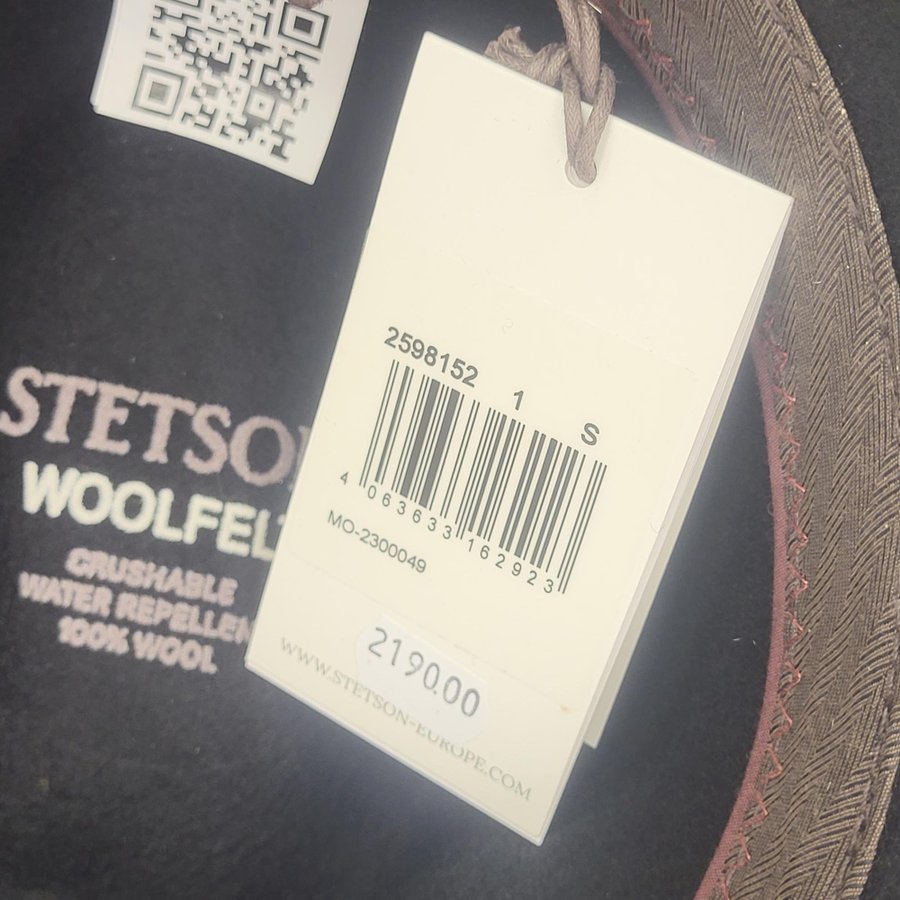 STETSO
WOOLFEL
CRUSHABLE
WATER REPELLEN
100% WOOL
2598152
1
S
4 063633 162923
MO-2300049
2190.00
WWW.STETSON-EUROPE.COM